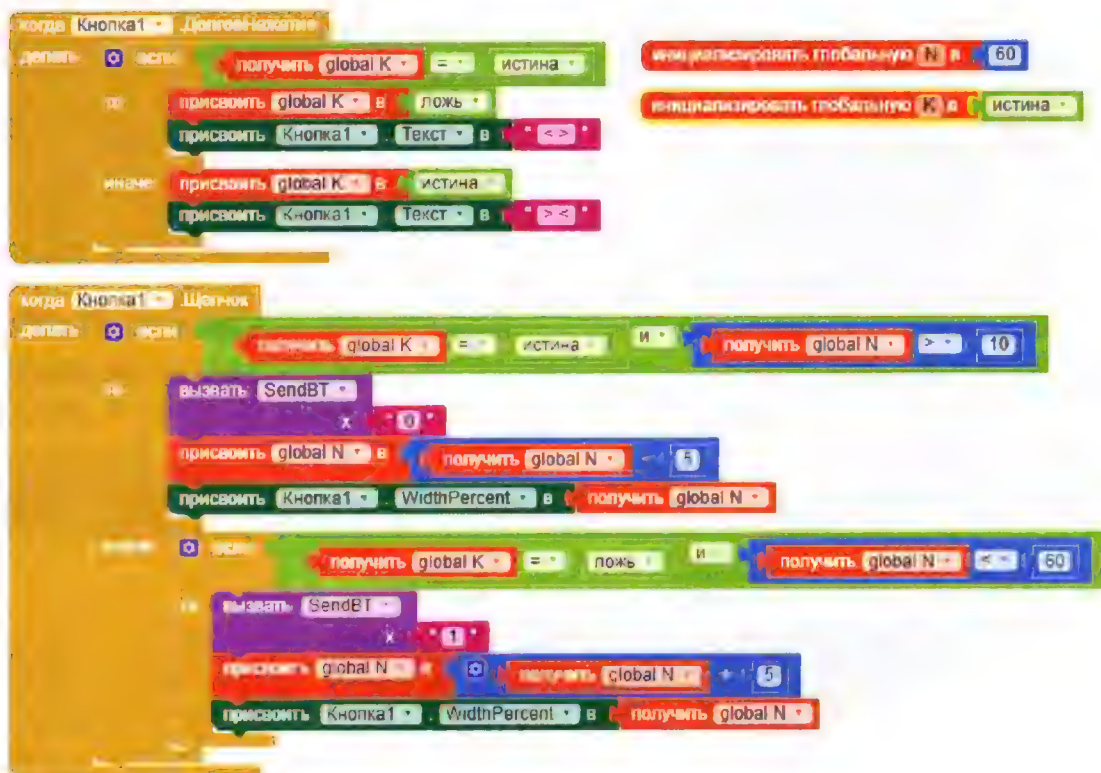 когда Кнопка1 .ДолгоеНажатие
делать если получить global K = истина
то присвоить global K в ложь
присвоить Кнопка1 . Текст в " < > "
иначе присвоить global K в истина
присвоить Кнопка1 . Текст в " > < "
инициализировать глобальную N в 60
инициализировать глобальную K в истина
когда Кнопка1 .Щелчок
делать если получить global K = истина и получить global N > 10
то вызвать SendBT
x " 0 "
присвоить global N в получить global N - 5
присвоить Кнопка1 . WidthPercent в получить global N
иначе если получить global K = ложь и получить global N < 60
то вызвать SendBT
x " 1 "
присвоить global N в получить global N + 5
присвоить Кнопка1 . WidthPercent в получить global N